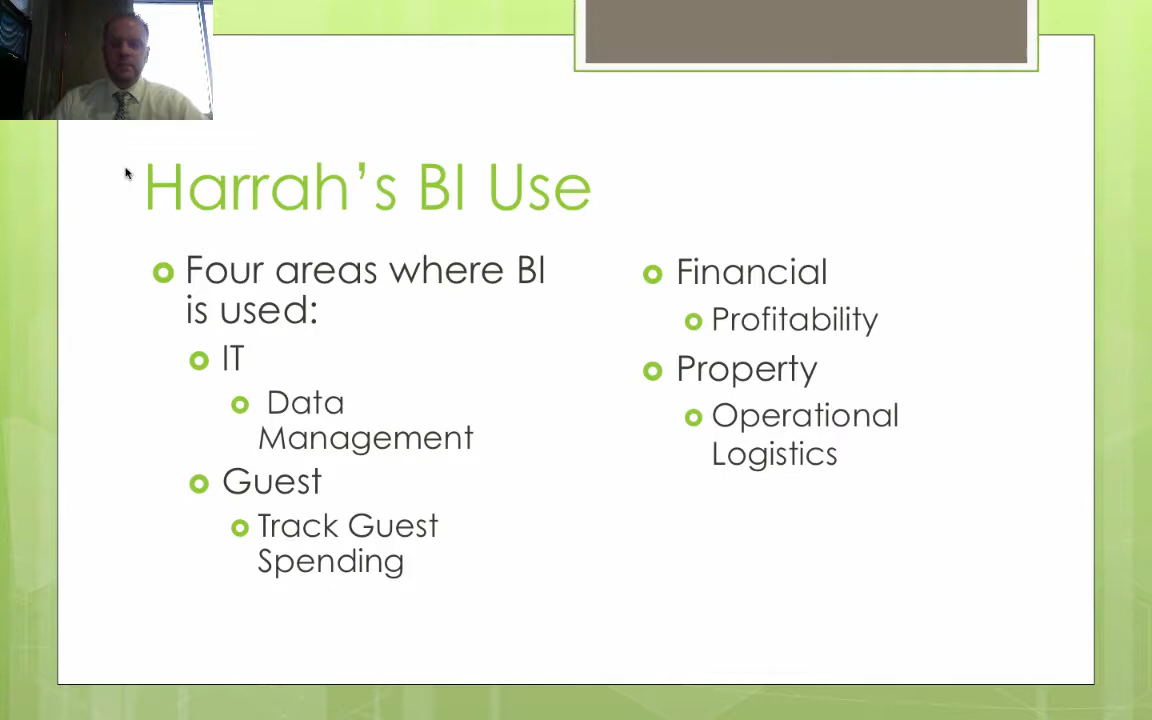 Harrah's BI Use
Four areas where BI
is used:
IT
Data
Management
Guest
Track Guest
Spending
Financial
Profitability
Property
Operational
Logistics